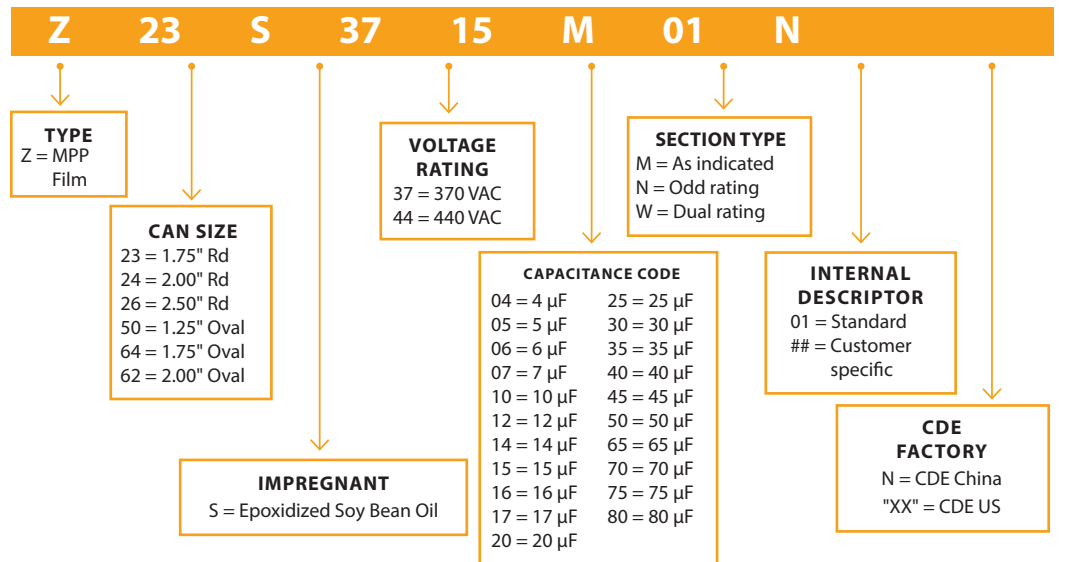 Z 23 S 37 15 M 01 N
TYPE
Z = MPP
Film
CAN SIZE
23 = 1.75" Rd
24 = 2.00" Rd
26 = 2.50" Rd
50 = 1.25" Oval
64 = 1.75" Oval
62 = 2.00" Oval
IMPREGNANT
S = Epoxidized Soy Bean Oil
VOLTAGE
RATING
37 = 370 VAC
44 = 440 VAC
CAPACITANCE CODE
04 = 4 µF
05 = 5 µF
06 = 6 µF
07 = 7 µF
10 = 10 µF
12 = 12 µF
14 = 14 µF
15 = 15 µF
16 = 16 µF
17 = 17 µF
20 = 20 µF
25 = 25 µF
30 = 30 µF
35 = 35 µF
40 = 40 µF
45 = 45 µF
50 = 50 µF
65 = 65 µF
70 = 70 µF
75 = 75 µF
80 = 80 µF
SECTION TYPE
M = As indicated
N = Odd rating
W = Dual rating
INTERNAL
DESCRIPTOR
01 = Standard
## = Customer
specific
CDE
FACTORY
N = CDE China
"XX" = CDE US